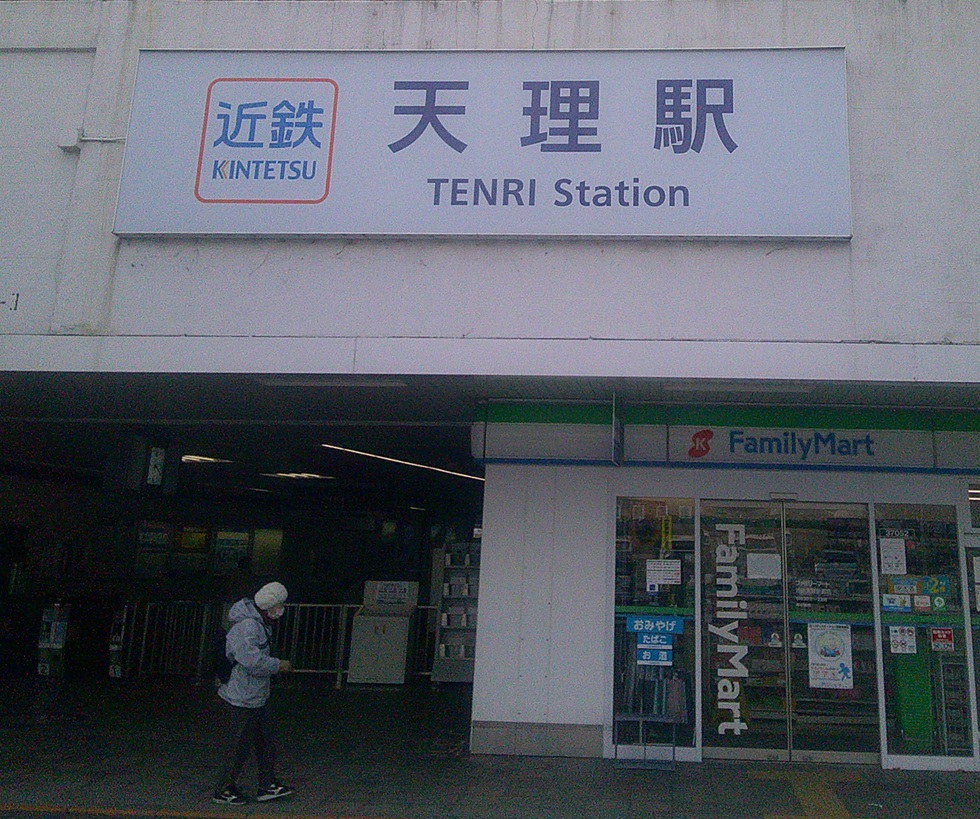 近鉄
KINTETSU
天理駅
TENRI Station
K FamilyMart
FamilyMart
おみやげ
たばこ
お酒